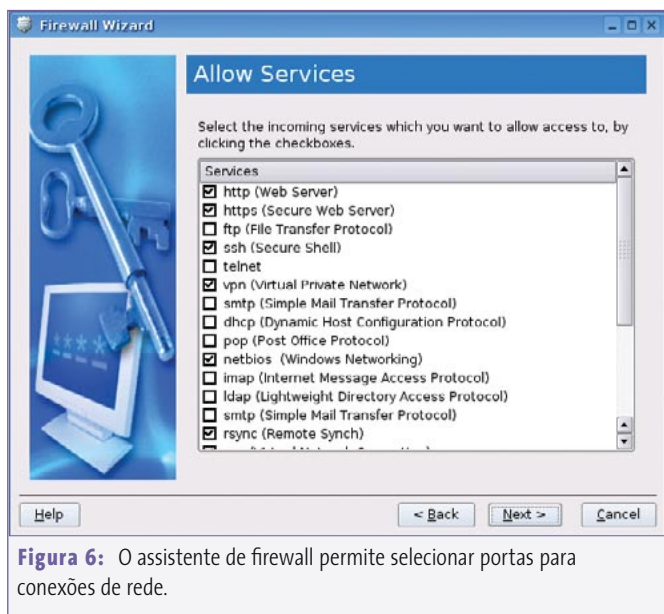 Firewall Wizard
Allow Services
Select the incoming services which you want to allow access to, by
clicking the checkboxes.
Services
http (Web Server)
https (Secure Web Server)
ftp (File Transfer Protocol)
ssh (Secure Shell)
telnet
vpn (Virtual Private Network)
smtp (Simple Mail Transfer Protocol)
dhcp (Dynamic Host Configuration Protocol)
pop (Post Office Protocol)
netbios (Windows Networking)
imap (Internet Message Access Protocol)
ldap (Lightweight Directory Access Protocol)
smtp (Simple Mail Transfer Protocol)
rsync (Remote Synch)
Help
< Back
Next >
Cancel
Figura 6: O assistente de firewall permite selecionar portas para
conexões de rede.